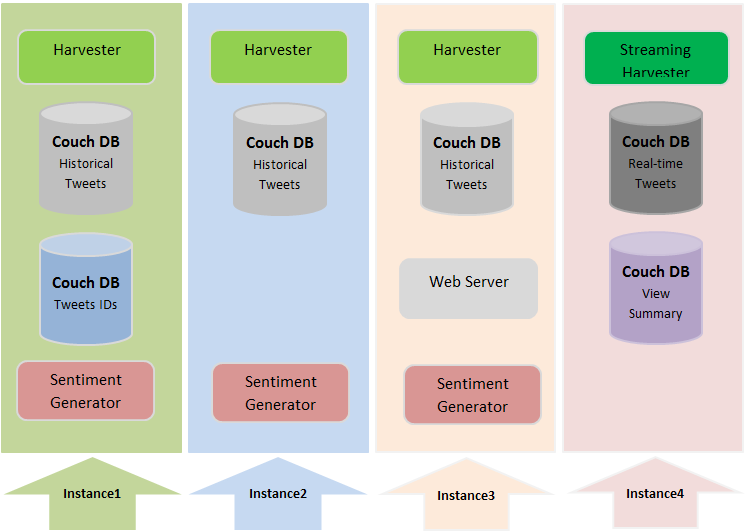 Harvester
Couch DB
Historical
Tweets
Couch DB
Tweets IDs
Sentiment
Generator
Instance1
Harvester
Couch DB
Historical
Tweets
Sentiment
Generator
Instance2
Harvester
Couch DB
Historical
Tweets
Web Server
Sentiment
Generator
Instance3
Streaming
Harvester
Couch DB
Real-time
Tweets
Couch DB
View
Summary
Instance4